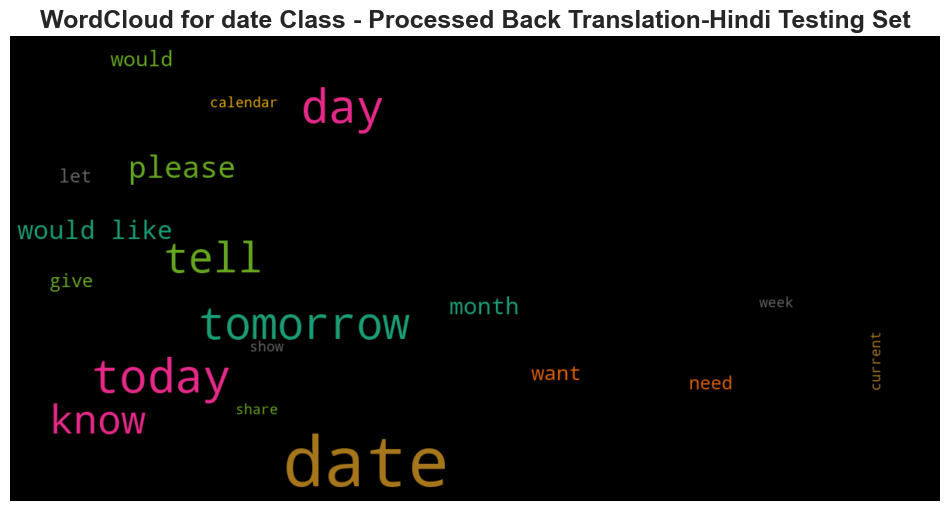 WordCloud for date Class - Processed Back Translation-Hindi Testing Set
would
calendar
day
please
let
would like
tell
give
month
week
tomorrow
show
current
today
want
need
share
know
date